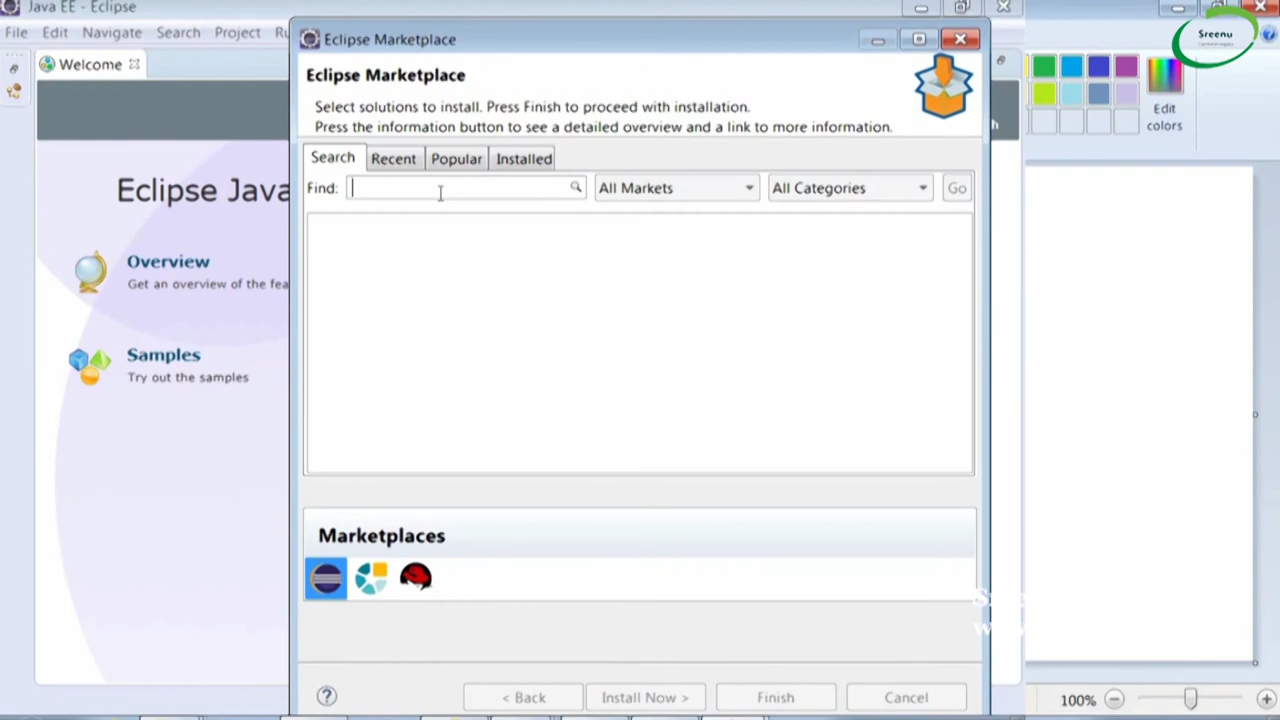 Java EE - Eclipse
File Edit Navigate Search Project
Welcome
Eclipse Java
Overview
Get an overview of the fea
Samples
Try out the samples
Eclipse Marketplace
Eclipse Marketplace
Select solutions to install. Press Finish to proceed with installation.
Press the information button to see a detailed overview and a link to more information.
Search Recent Popular Installed
Find: All Markets All Categories Go
Marketplaces
< Back Install Now > Finish Cancel
Sreenu
Edit
colors
100%